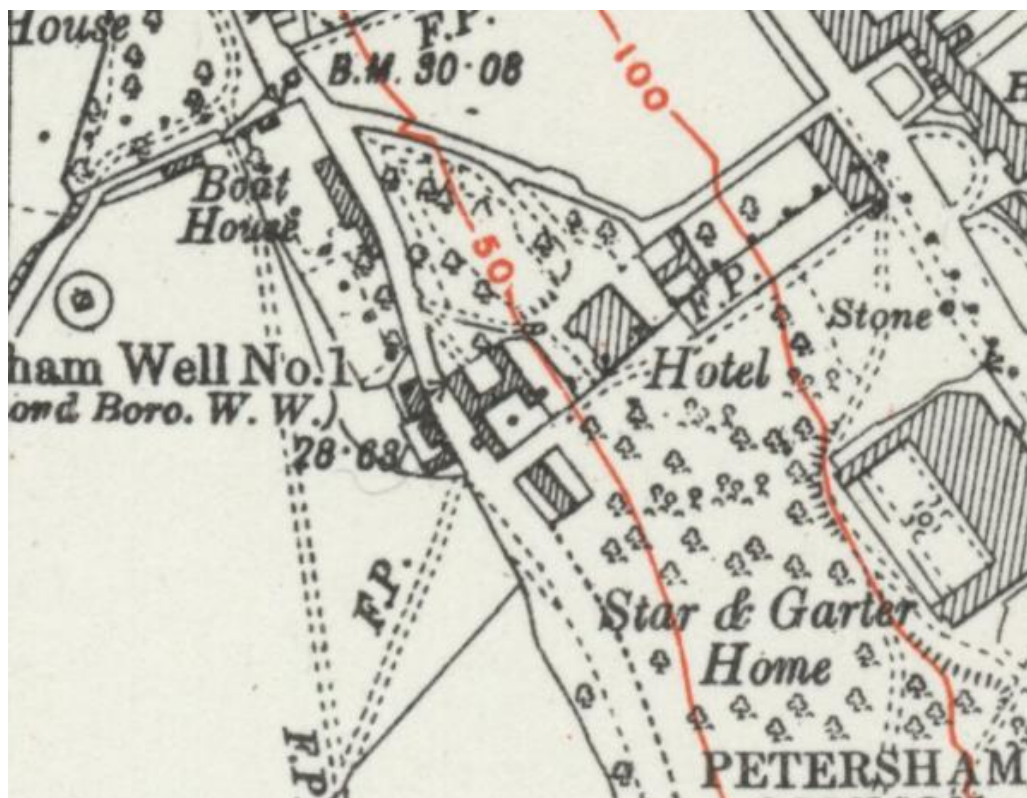 House
F.P.
B.M. 30·08
100
H
Boat
House
50
F.P.
Stone
ham Well No.1
ond Boro. W. W.)
Hotel
28·63
F.P.
Star & Garter
Home
F.P
PETERSHAM